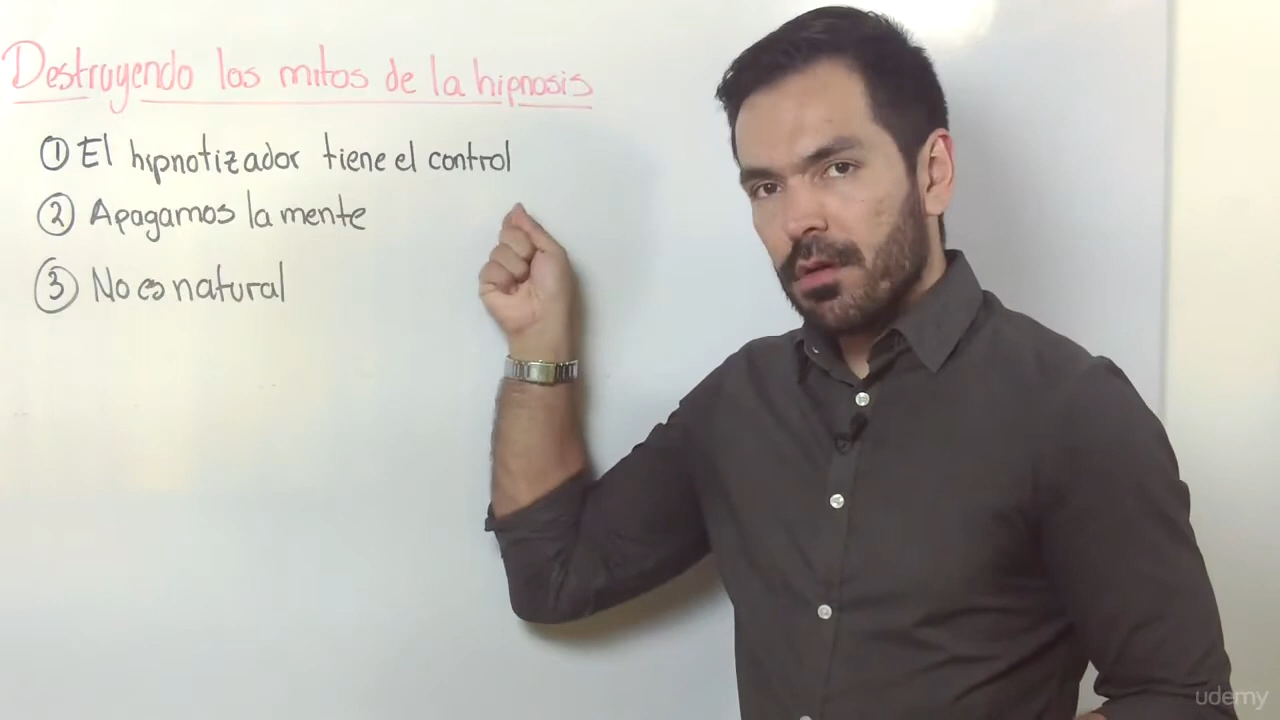 Destruyendo los mitos de la hipnosis
① El hipnotizador tiene el control
② Apagamos la mente
③ No es natural
udemy